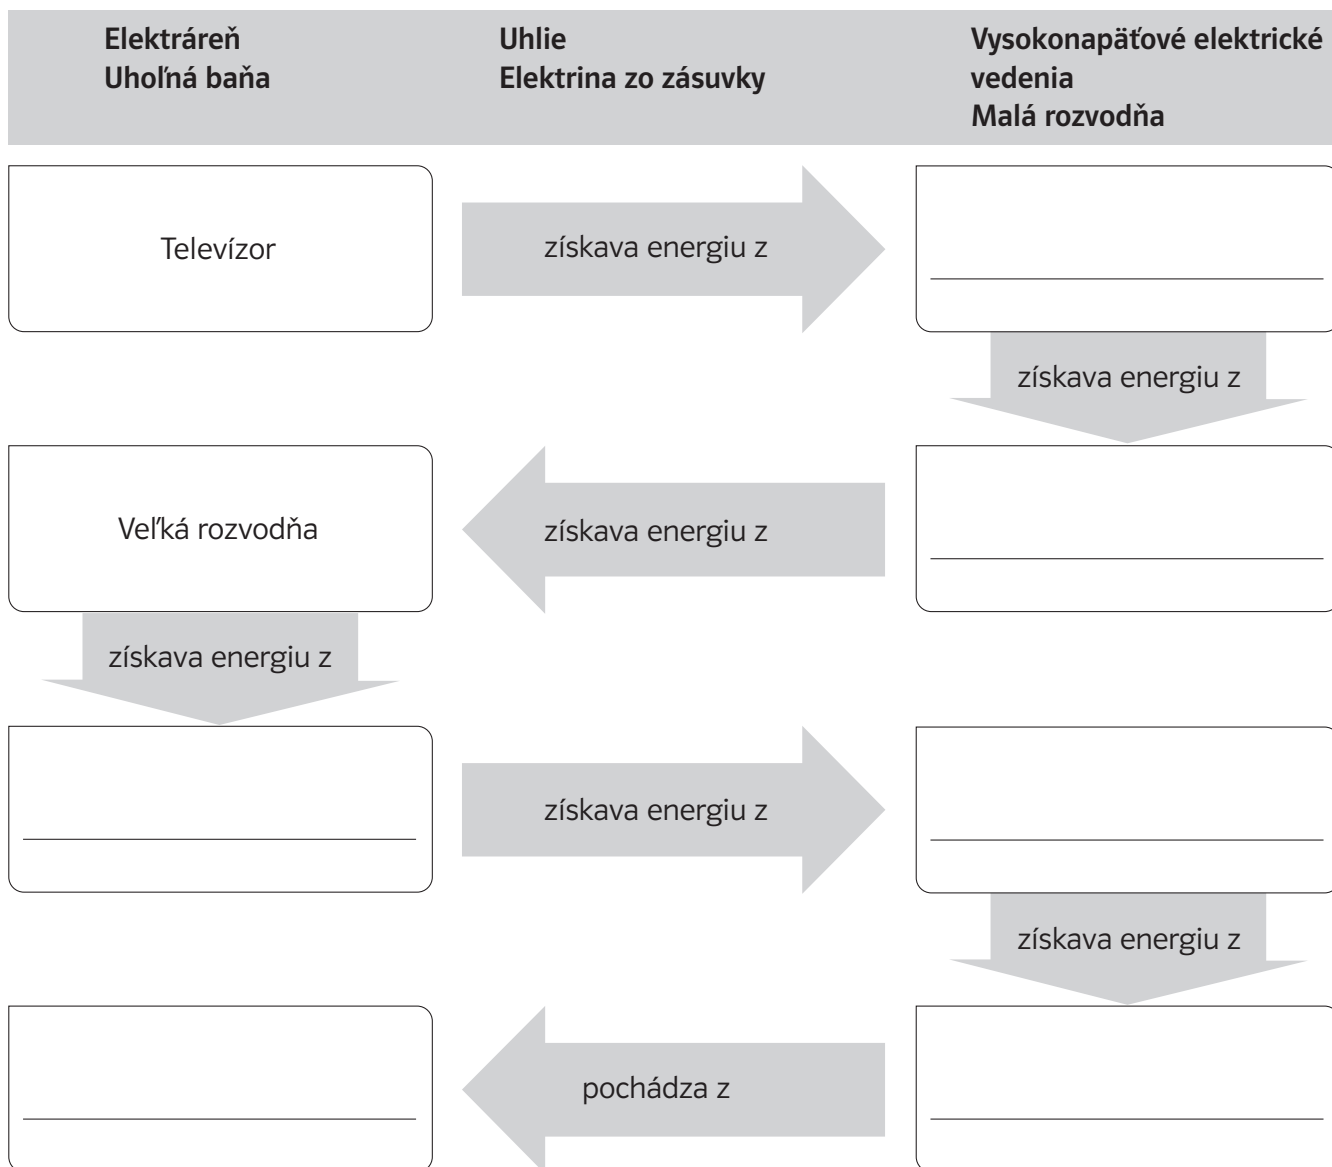 Elektráreň
Uhoľná baňa
Uhlie
Elektrina zo zásuvky
Vysokonapäťové elektrické
vedenia
Malá rozvodňa
Televízor
získava energiu z
získava energiu z
Veľká rozvodňa
získava energiu z
získava energiu z
získava energiu z
získava energiu z
pochádza z